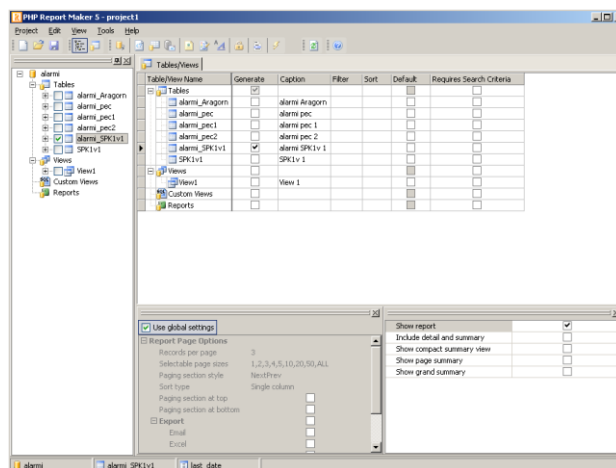 PHP Report Maker 5 - project1
Project Edit View Tools Help
alarmi
Tables
alarmi_Aragorn
alarmi_pec
alarmi_pec1
alarmi_pec2
alarmi_SPK1v1
SPK1v1
Views
View1
Custom Views
Reports
Tables/Views
Table/View Name Generate Caption Filter Sort Default Requires Search Criteria
Tables
alarmi_Aragorn alarmi Aragorn
alarmi_pec alarmi pec
alarmi_pec1 alarmi pec 1
alarmi_pec2 alarmi pec 2
alarmi_SPK1v1 alarmi SPK1v 1
SPK1v1 SPK1v 1
Views
View1 View 1
Custom Views
Reports
Use global settings
Report Page Options
Records per page 3
Selectable page sizes 1,2,3,4,5,10,20,50,ALL
Paging section style NextPrev
Sort type Single column
Paging section at top
Paging section at bottom
Export
Email
Excel
Show report
Include detail and summary
Show compact summary view
Show page summary
Show grand summary
alarmi alarmi_SPK1v1 last_date